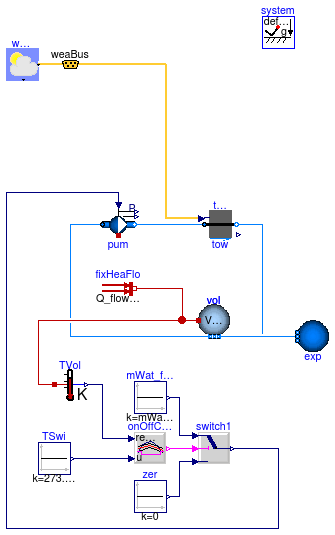 system
def...
g
w...
weaBus
P
t...
pum
tow
fixHeaFlo
Q_flow...
vol
V...
exp
TVol
K
mWat_f...
k=mWa...
onOffC...
switch1
re...
u
TSwi
k=273....
zer
k=0